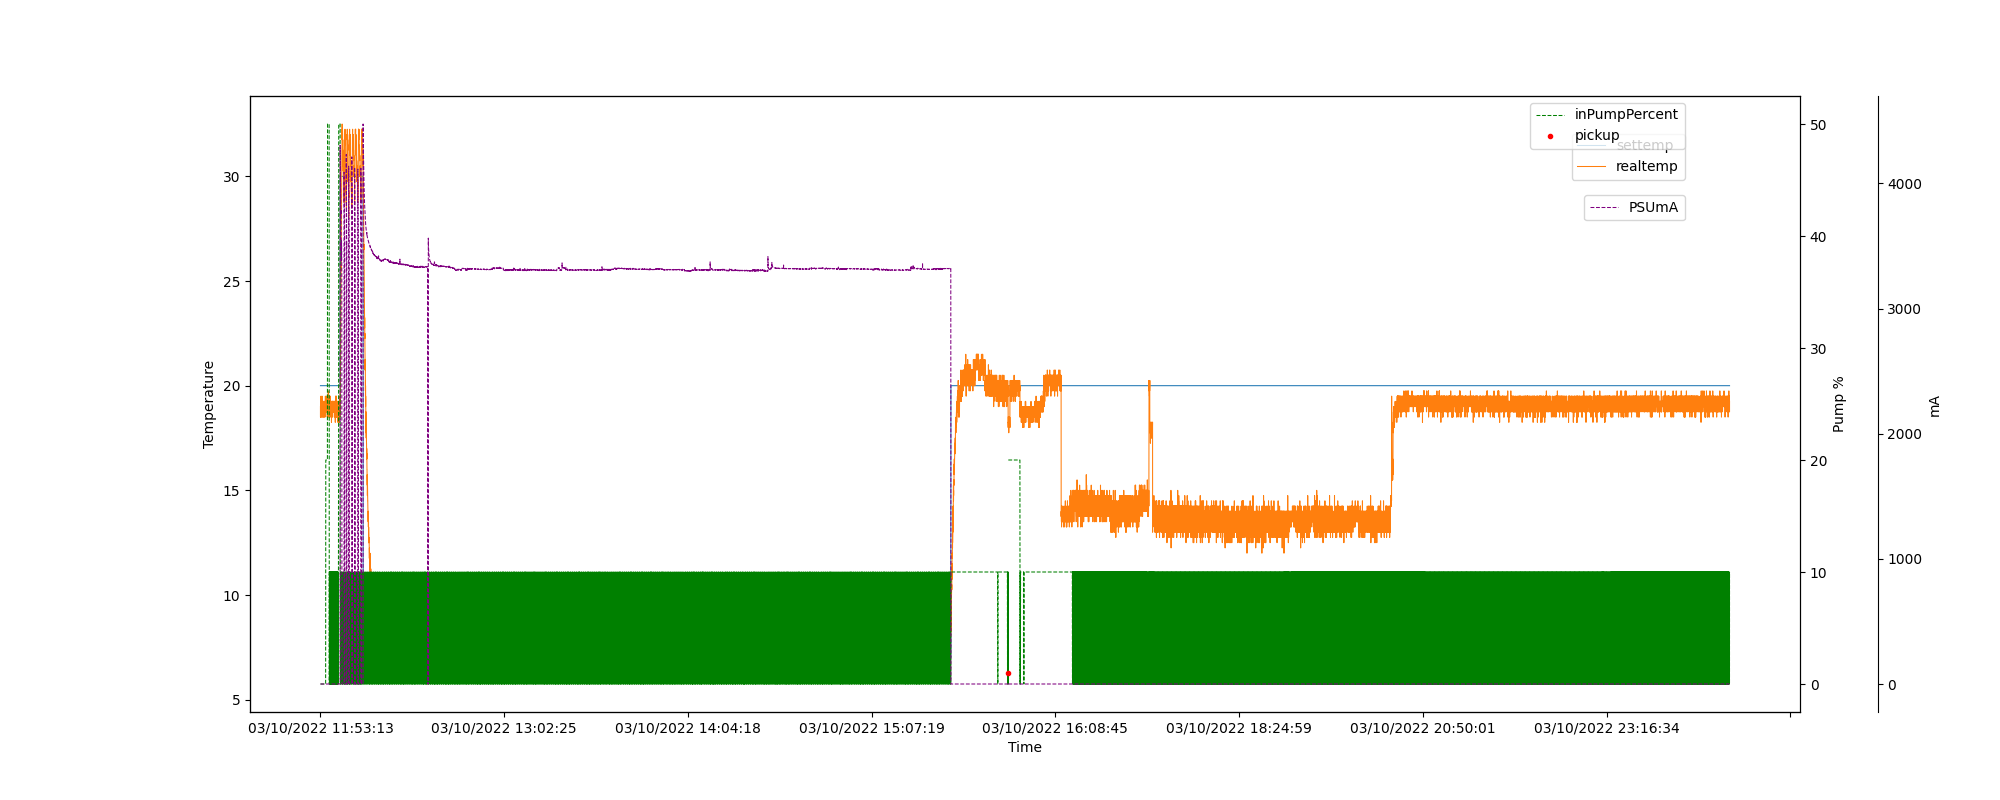 inPumpPercent
pickup
settemp
realtemp
PSUmA
30
25
20
15
10
5
Temperature
50
40
30
20
10
0
Pump %
4000
3000
2000
1000
0
mA
03/10/2022 11:53:13
03/10/2022 13:02:25
03/10/2022 14:04:18
03/10/2022 15:07:19
03/10/2022 16:08:45
03/10/2022 18:24:59
03/10/2022 20:50:01
03/10/2022 23:16:34
Time